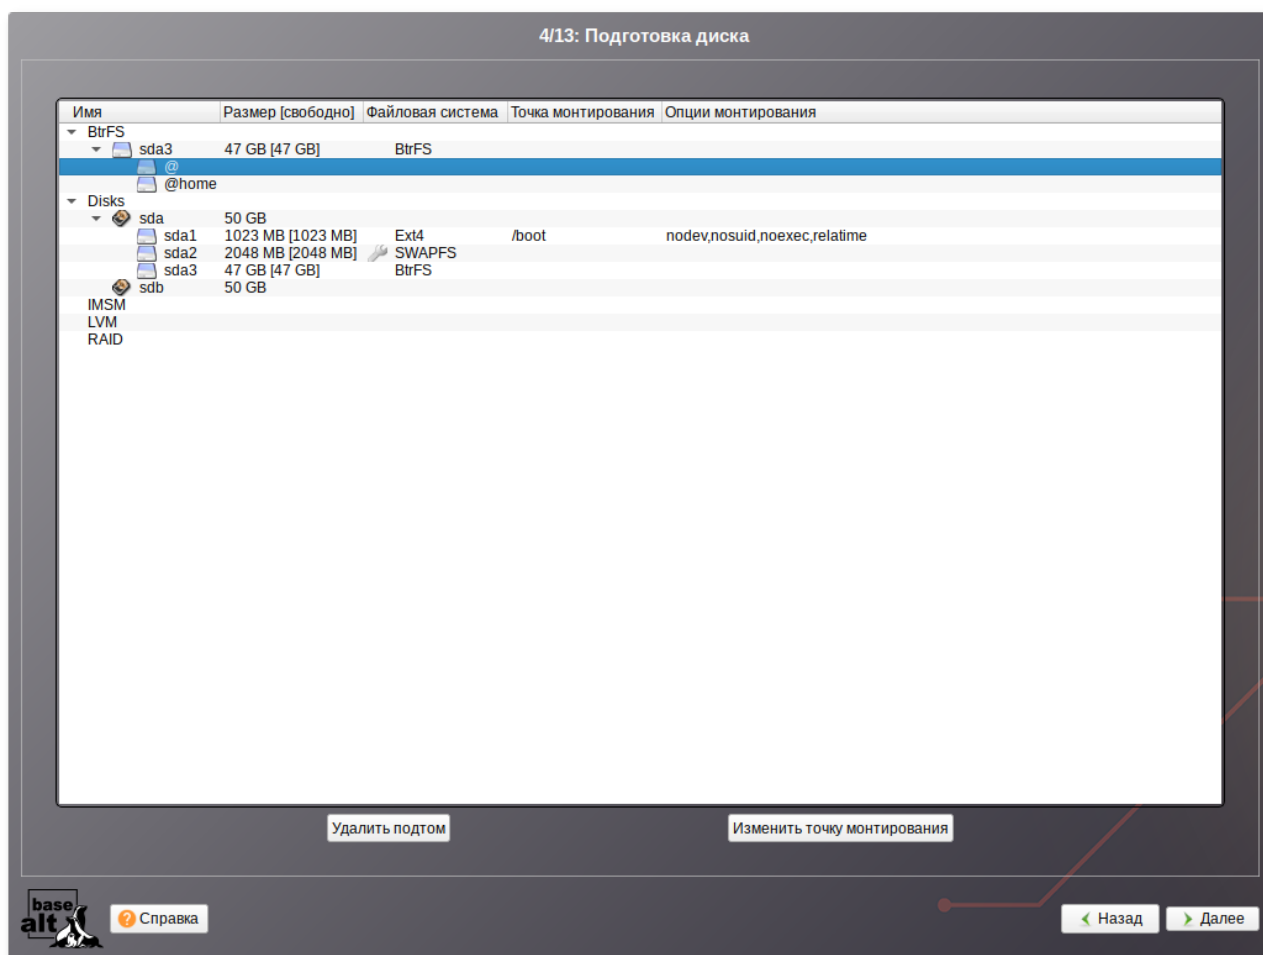 4/13: Подготовка диска
Имя Размер [свободно] Файловая система Точка монтирования Опции монтирования
BtrFS
sda3 47 GB [47 GB] BtrFS
@
@home
Disks
sda 50 GB
sda1 1023 MB [1023 MB] Ext4 /boot nodev,nosuid,noexec,relatime
sda2 2048 MB [2048 MB] SWAPFS
sda3 47 GB [47 GB] BtrFS
sdb 50 GB
IMSM
LVM
RAID
Удалить подтом Изменить точку монтирования
base
alt
Справка Назад Далее